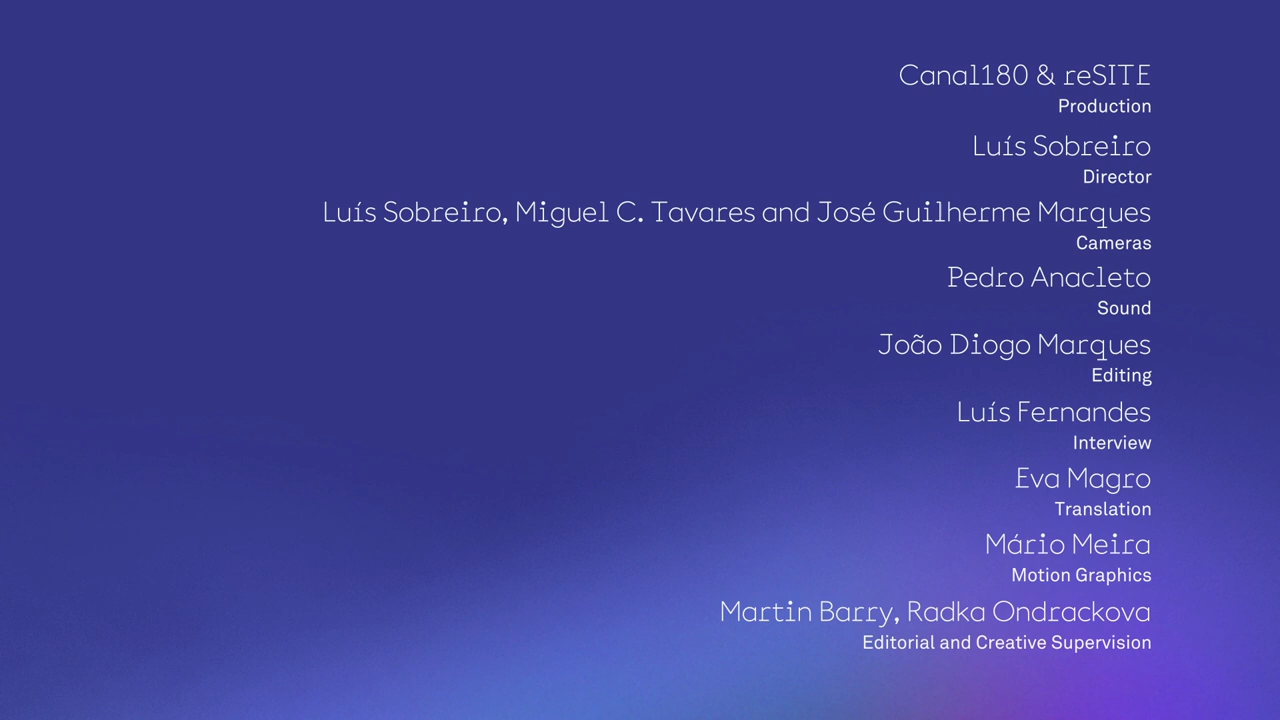 Canal180 & reSITE
Production
Luís Sobreiro
Director
Luís Sobreiro, Miguel C. Tavares and José Guilherme Marques
Cameras
Pedro Anacleto
Sound
João Diogo Marques
Editing
Luís Fernandes
Interview
Eva Magro
Translation
Mário Meira
Motion Graphics
Martin Barry, Radka Ondrackova
Editorial and Creative Supervision